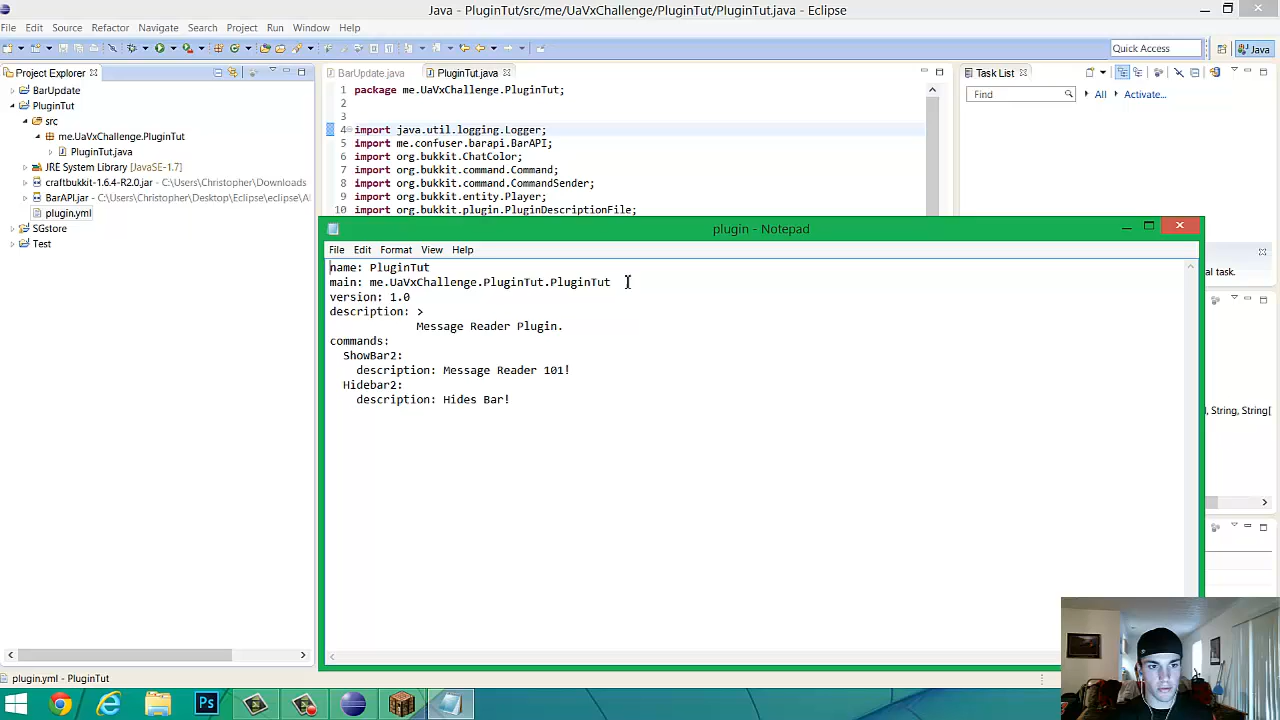 Java - PluginTut/src/me/UaVxChallenge/PluginTut/PluginTut.java - Eclipse
File Edit Source Refactor Navigate Search Project Run Window Help
Quick Access
Java
Project Explorer
BarUpdate
PluginTut
src
me.UaVxChallenge.PluginTut
PluginTut.java
JRE System Library [JavaSE-1.7]
craftbukkit-1.6.4-R2.0.jar - C:\Users\Christopher\Downloads
BarAPI.jar - C:\Users\Christopher\Desktop\Eclipse\eclipse\A
plugin.yml
SGstore
Test
BarUpdate.java PluginTut.java
1 package me.UaVxChallenge.PluginTut;
2
3
4 import java.util.logging.Logger;
5 import me.confuser.barapi.BarAPI;
6 import org.bukkit.ChatColor;
7 import org.bukkit.command.Command;
8 import org.bukkit.command.CommandSender;
9 import org.bukkit.entity.Player;
10 import org.bukkit.plugin.PluginDescriptionFile;
Task List
Find All Activate...
al task.
l, String, String[
plugin - Notepad
File Edit Format View Help
name: PluginTut
main: me.UaVxChallenge.PluginTut.PluginTut
version: 1.0
description: >
Message Reader Plugin.
commands:
ShowBar2:
description: Message Reader 101!
Hidebar2:
description: Hides Bar!
plugin.yml - PluginTut
Ps